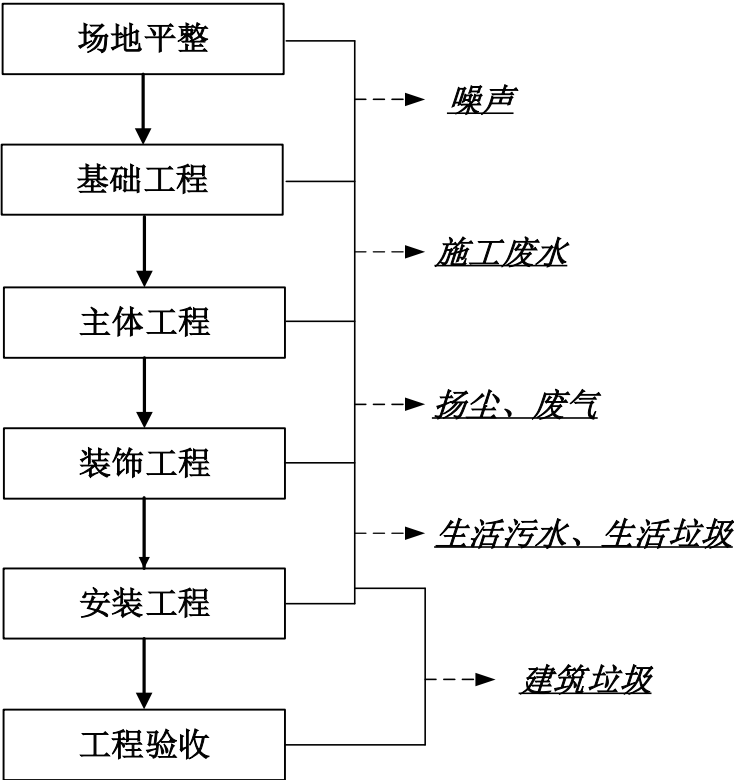 场地平整
噪声
基础工程
施工废水
主体工程
扬尘、废气
装饰工程
生活污水、生活垃圾
安装工程
建筑垃圾
工程验收